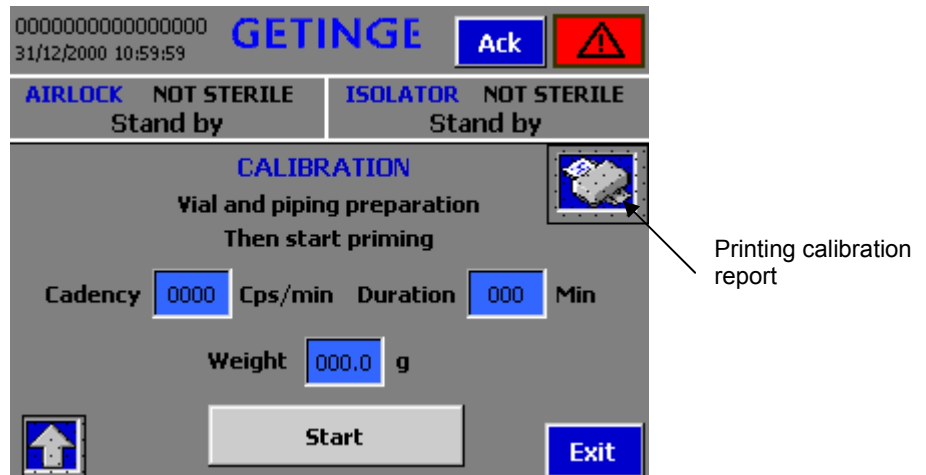 0000000000000000
31/12/2000 10:59:59
GETINGE
Ack
AIRLOCK NOT STERILE
Stand by
ISOLATOR NOT STERILE
Stand by
CALIBRATION
Vial and piping preparation
Then start priming
Cadency 0000 Cps/min Duration 000 Min
Weight 000.0 g
Start
Exit
Printing calibration
report